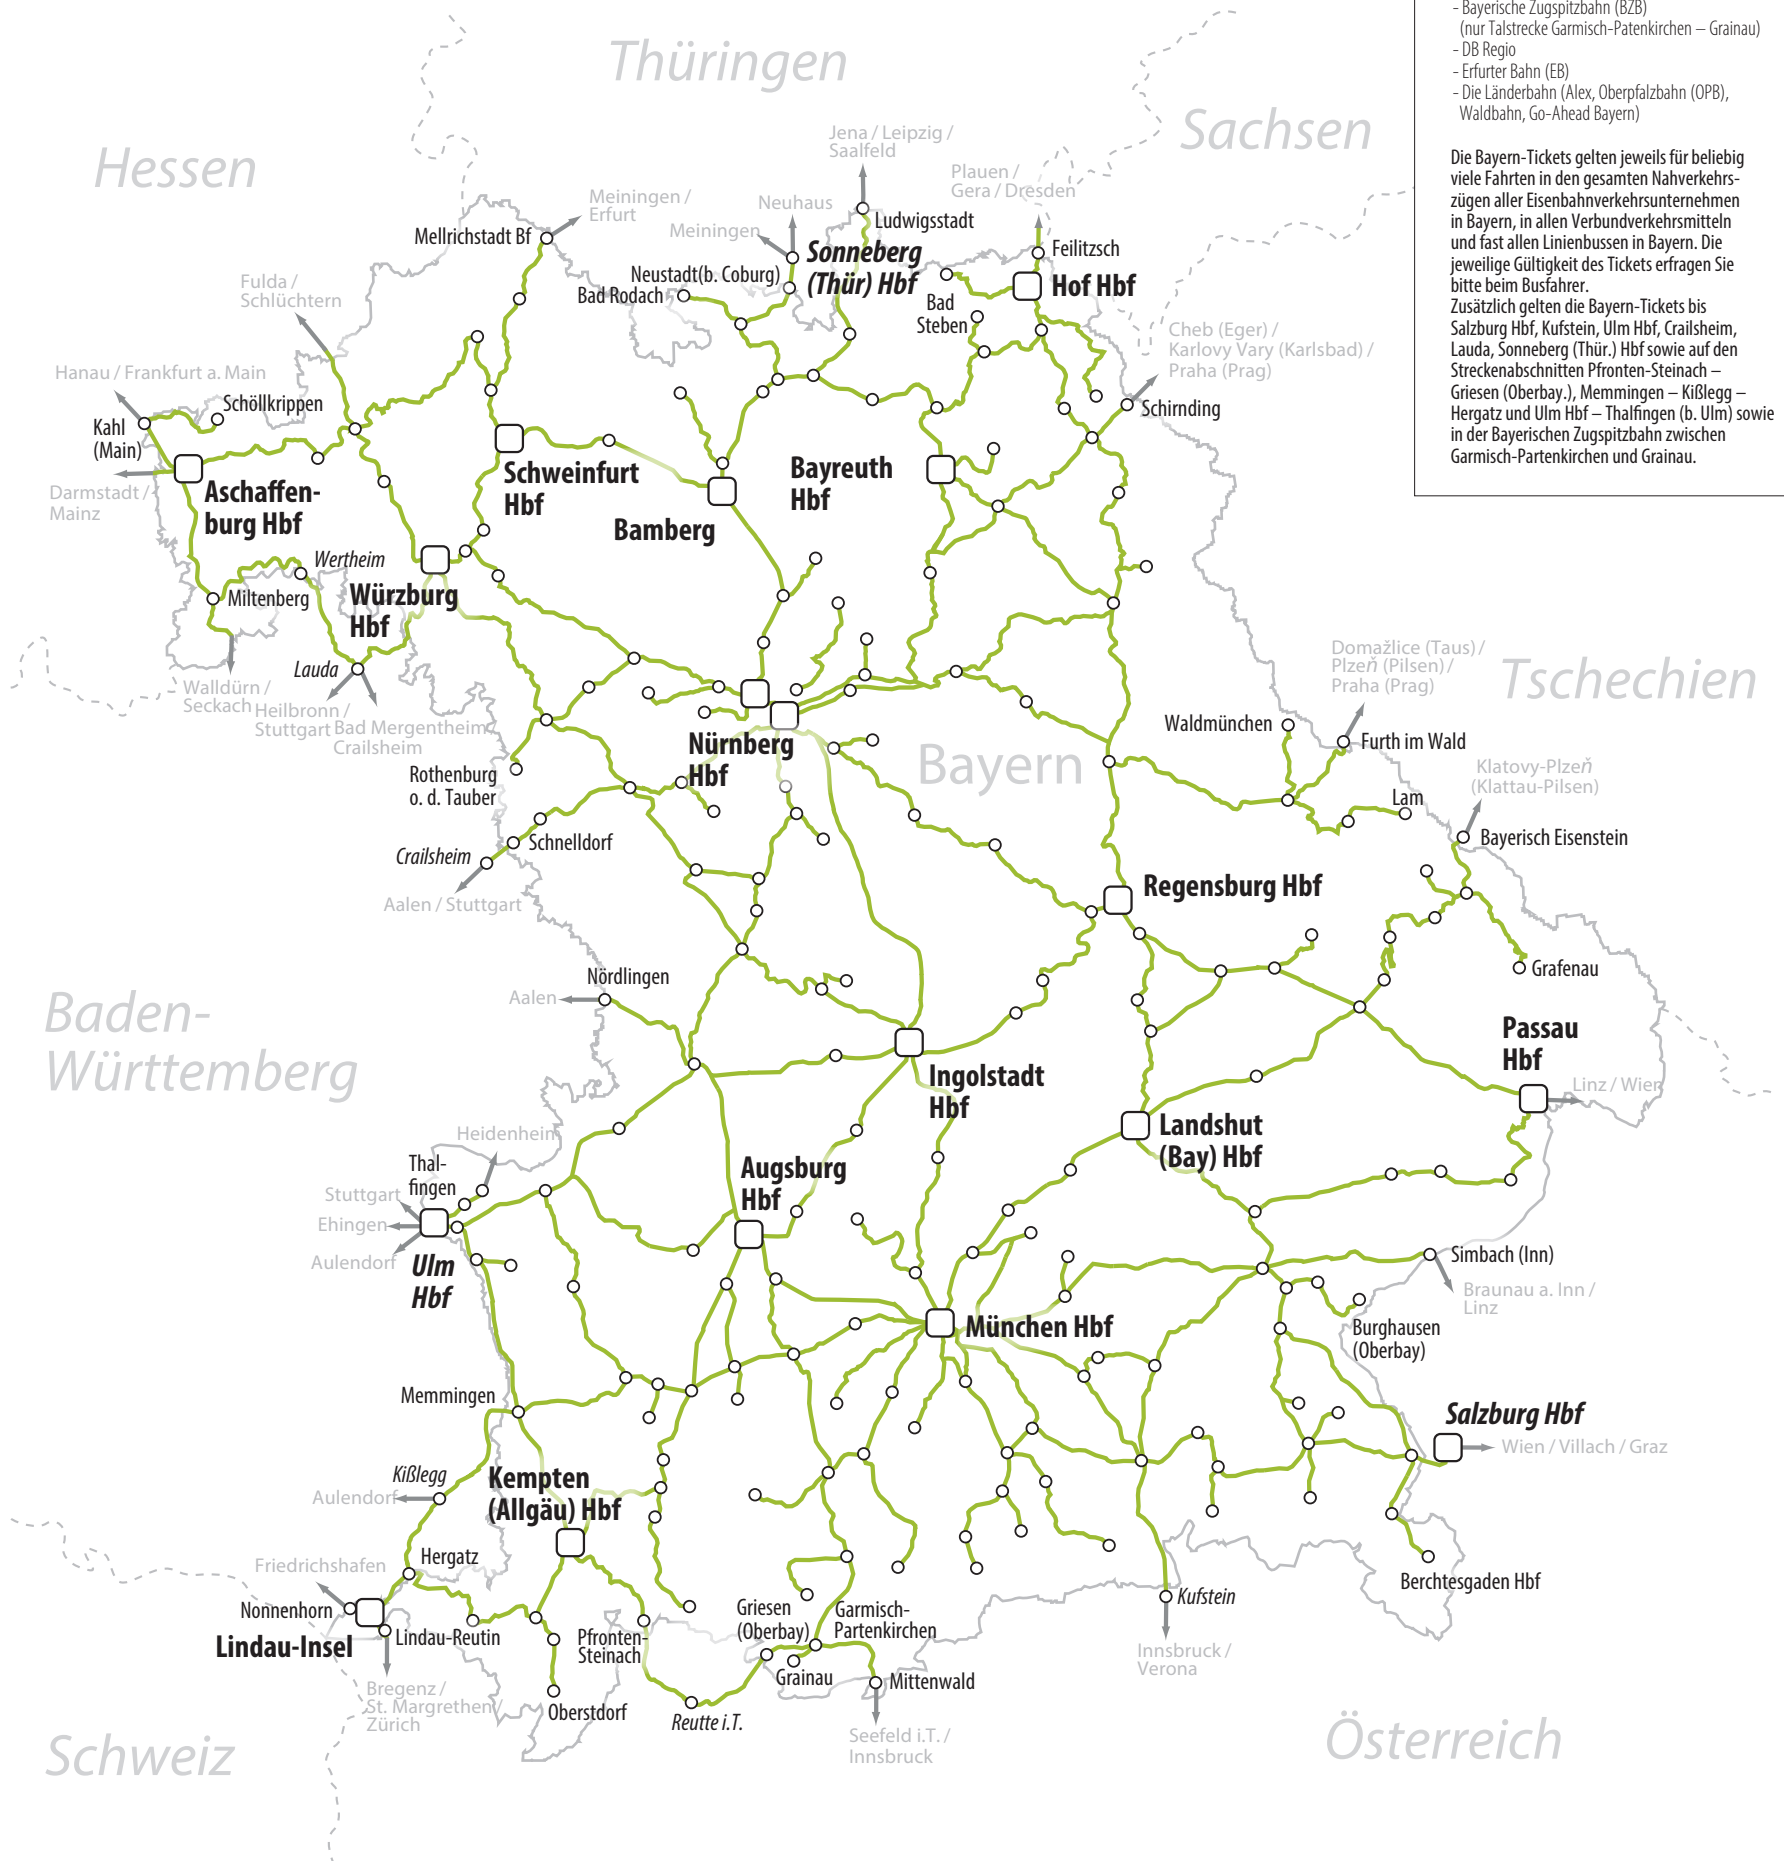 - Bayerische Zugspitzbahn (BZB)
(nur Talstrecke Garmisch-Patenkirchen – Grainau)
- DB Regio
- Erfurter Bahn (EB)
- Die Länderbahn (Alex, Oberpfalzbahn (OPB),
Waldbahn, Go-Ahead Bayern)
Die Bayern-Tickets gelten jeweils für beliebig
viele Fahrten in den gesamten Nahverkehrs-
zügen aller Eisenbahnverkehrsunternehmen
in Bayern, in allen Verbundverkehrsmitteln
und fast allen Linienbussen in Bayern. Die
jeweilige Gültigkeit des Tickets erfragen Sie
bitte beim Busfahrer.
Zusätzlich gelten die Bayern-Tickets bis
Salzburg Hbf, Kufstein, Ulm Hbf, Crailsheim,
Lauda, Sonneberg (Thür.) Hbf sowie auf den
Streckenabschnitten Pfronten-Steinach –
Griesen (Oberbay.), Memmingen – Kißlegg –
Hergatz und Ulm Hbf – Thalfingen (b. Ulm) sowie
in der Bayerischen Zugspitzbahn zwischen
Garmisch-Partenkirchen und Grainau.
Thüringen
Sachsen
Hessen
Jena / Leipzig /
Saalfeld
Plauen /
Gera / Dresden
Meiningen /
Erfurt
Neuhaus
Meiningen
Ludwigsstadt
Mellrichstadt Bf
Sonneberg
(Thür) Hbf
Feilitzsch
Neustadt(b. Coburg)
Bad Rodach
Hof Hbf
Bad
Steben
Fulda /
Schlüchtern
Cheb (Eger) /
Karlovy Vary (Karlsbad) /
Praha (Prag)
Hanau / Frankfurt a. Main
Schöllkrippen
Schirnding
Kahl
(Main)
Schweinfurt
Hbf
Bayreuth
Hbf
Aschaffen-
burg Hbf
Darmstadt /
Mainz
Bamberg
Wertheim
Miltenberg
Würzburg
Hbf
Lauda
Walldürn /
Seckach
Heilbronn /
Stuttgart
Bad Mergentheim/
Crailsheim
Domažlice (Taus) /
Plzeň (Pilsen) /
Praha (Prag)
Tschechien
Waldmünchen
Furth im Wald
Nürnberg
Hbf
Bayern
Klatovy-Plzeň
(Klattau-Pilsen)
Rothenburg
o. d. Tauber
Lam
Schnelldorf
Bayerisch Eisenstein
Crailsheim
Aalen / Stuttgart
Regensburg Hbf
Nördlingen
Aalen
Grafenau
Baden-
Württemberg
Passau
Hbf
Linz / Wien
Ingolstadt
Hbf
Landshut
(Bay) Hbf
Heidenheim
Thal-
fingen
Augsburg
Hbf
Stuttgart
Ehingen
Aulendorf
Ulm
Hbf
Simbach (Inn)
Braunau a. Inn /
Linz
München Hbf
Burghausen
(Oberbay)
Memmingen
Salzburg Hbf
Wien / Villach / Graz
Kißlegg
Aulendorf
Kempten
(Allgäu) Hbf
Hergatz
Friedrichshafen
Nonnenhorn
Lindau-Insel
Lindau-Reutin
Berchtesgaden Hbf
Kufstein
Griesen
(Oberbay)
Garmisch-
Partenkirchen
Pfronten-
Steinach
Grainau
Mittenwald
Innsbruck /
Verona
Bregenz /
St. Margrethen/
Zürich
Oberstdorf
Reutte i.T.
Seefeld i.T. /
Innsbruck
Schweiz
Österreich